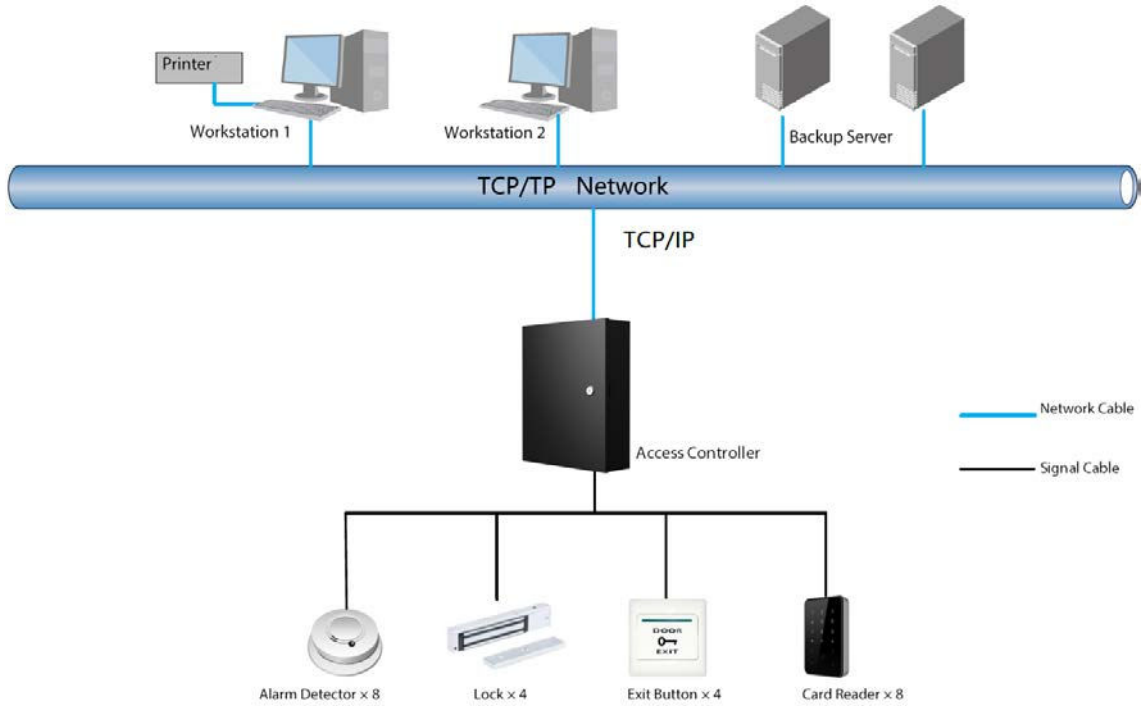 Printer
Workstation 1
Workstation 2
Backup Server
TCP/TP Network
TCP/IP
Access Controller
Network Cable
Signal Cable
DOOR
EXIT
Alarm Detector × 8
Lock × 4
Exit Button × 4
Card Reader × 8